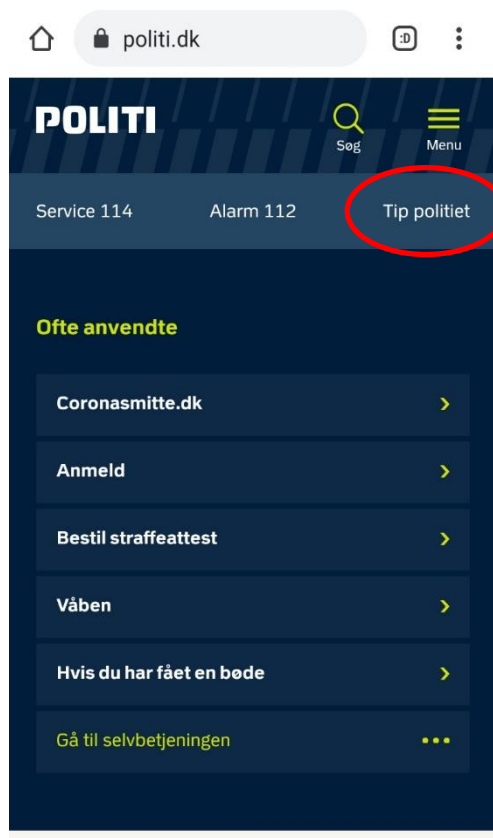 politi.dk
:D
POLITI
Søg
Menu
Service 114
Alarm 112
Tip politiet
Ofte anvendte
Coronasmitte.dk
Anmeld
Bestil straffeattest
Våben
Hvis du har fået en bøde
Gå til selvbetjeningen